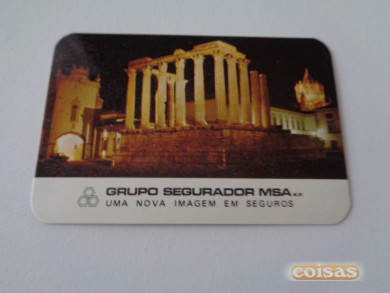 GRUPO SEGURADOR MSA E.P.
UMA NOVA IMAGEM EM SEGUROS
coisas